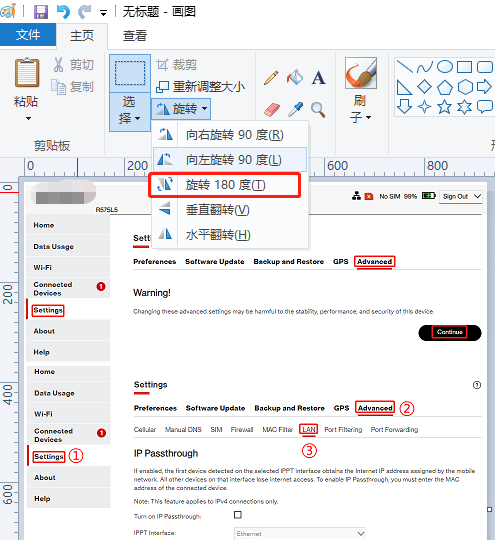 无标题 - 画图
文件 主页 查看
粘贴
剪切
复制
剪贴板
选择
裁剪
重新调整大小
旋转
刷子
形
向右旋转 90 度(R)
向左旋转 90 度(L)
旋转 180 度(T)
垂直翻转(V)
水平翻转(H)
0 200 600 800
0
200
400
600
R575L5
No SIM 99% Sign Out
Home
Data Usage
Wi-Fi
Connected Devices 1
Settings
About
Help
Settings
Preferences Software Update Backup and Restore GPS Advanced
Warning!
Changing these advanced settings may be harmful to the stability, performance, and security of this device.
Continue
Home
Data Usage
Wi-Fi
Connected Devices 1
Settings ①
About
Help
Settings ?
Preferences Software Update Backup and Restore GPS Advanced ②
Cellular Manual DNS SIM Firewall MAC Filter LAN Port Filtering Port Forwarding
③
IP Passthrough
If enabled, the first device detected on the selected IPPT interface obtains the Internet IP address assigned by the mobile
network. All other devices on that interface lose internet access. To enable IP Passthrough, you must enter the MAC
address of the connected device.
Note: This feature applies to IPv4 connections only.
Turn on IP Passthrough:
IPPT Interface: Ethernet